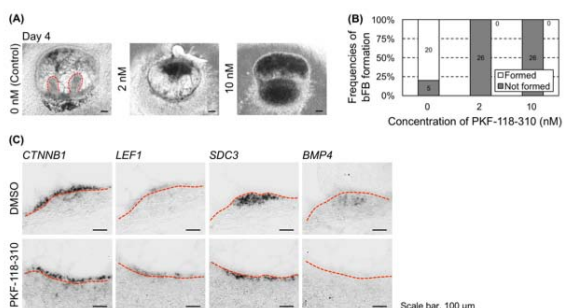 (A)
Day 4
0 nM (Control)
2 nM
10 nM
(B)
Frequencies of
bFB formation
100%
75%
50%
25%
0%
20
5
0
26
0
26
Formed
Not formed
0
2
10
Concentration of PKF-118-310 (nM)
(C)
CTNNB1
LEF1
SDC3
BMP4
DMSO
PKF-118-310
Scale bar, 100 um